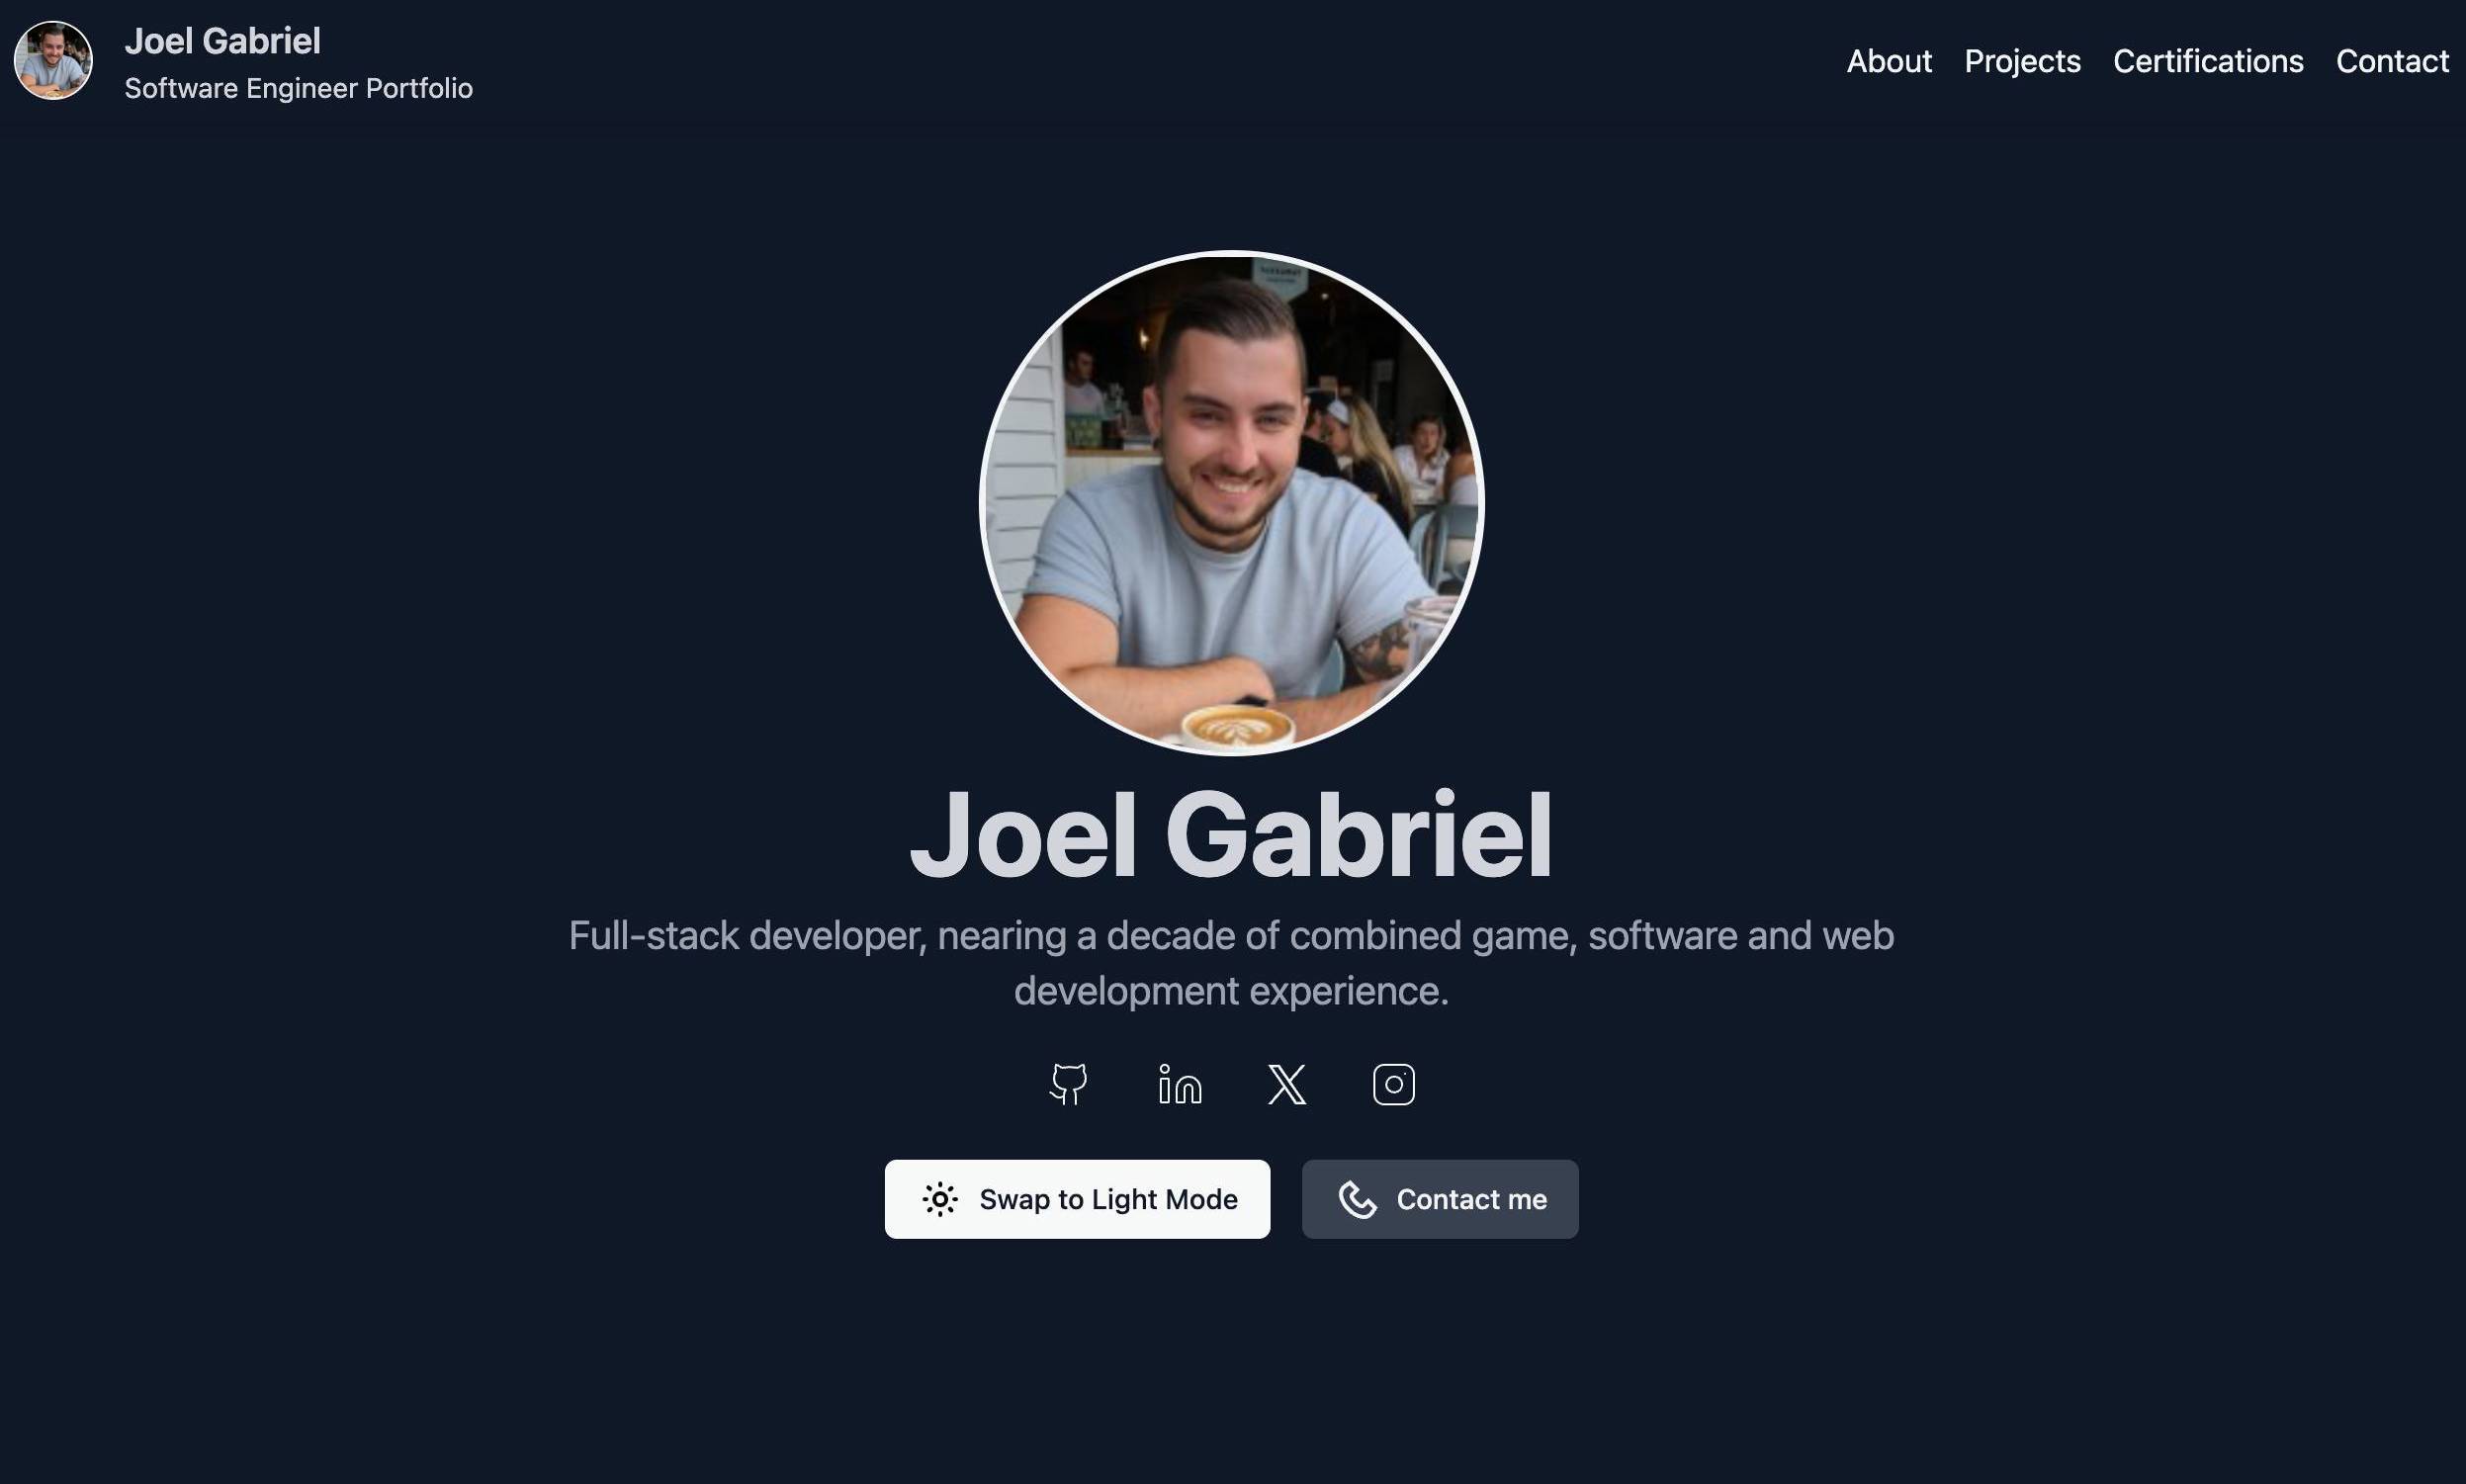 Joel Gabriel
Software Engineer Portfolio
About Projects Certifications Contact
Joel Gabriel
Full-stack developer, nearing a decade of combined game, software and web
development experience.
Swap to Light Mode
Contact me